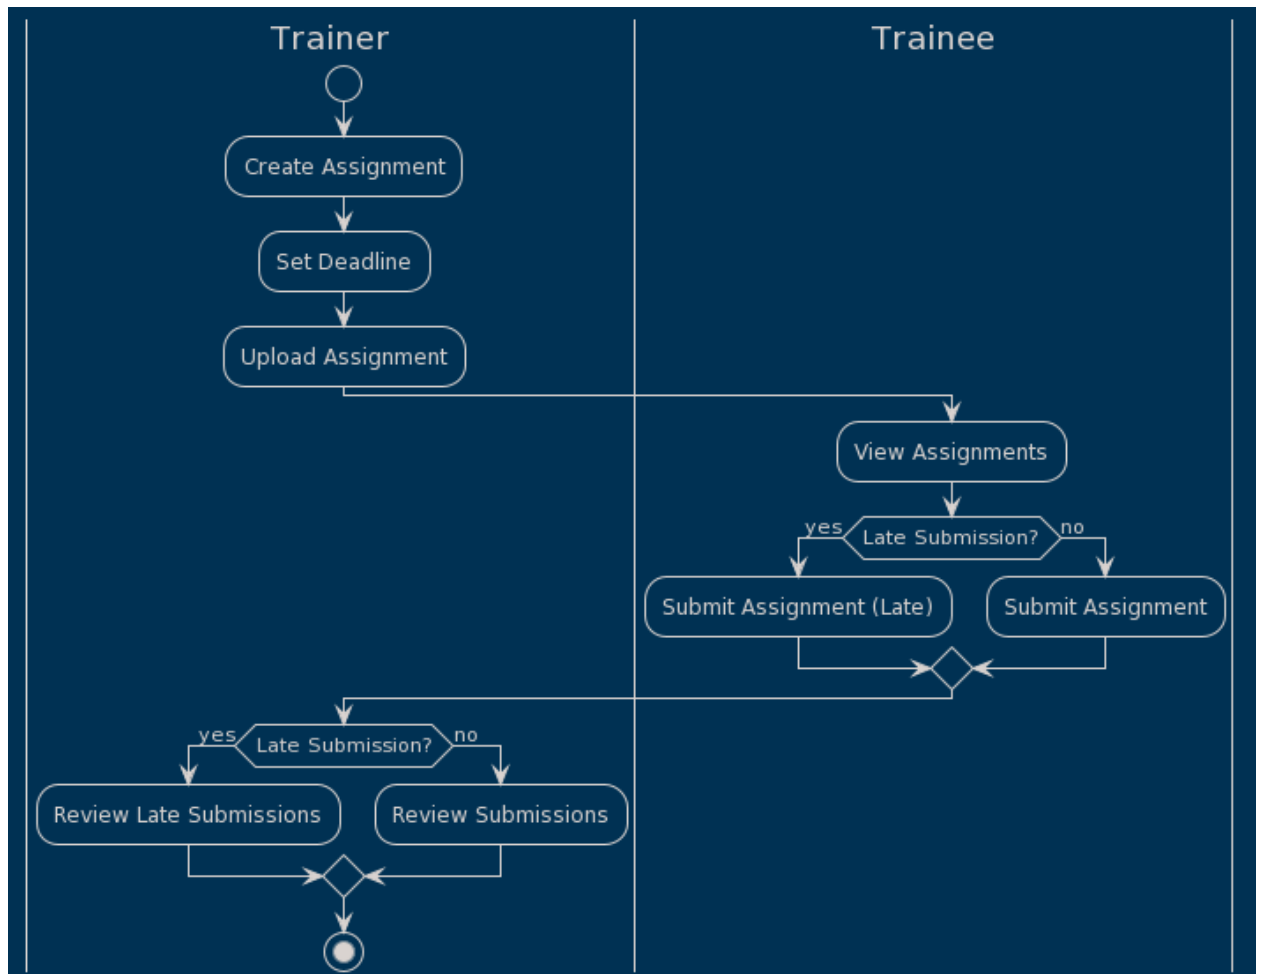 Trainer
Trainee
Create Assignment
Set Deadline
Upload Assignment
View Assignments
yes
Late Submission?
no
Submit Assignment (Late)
Submit Assignment
yes
Late Submission?
no
Review Late Submissions
Review Submissions